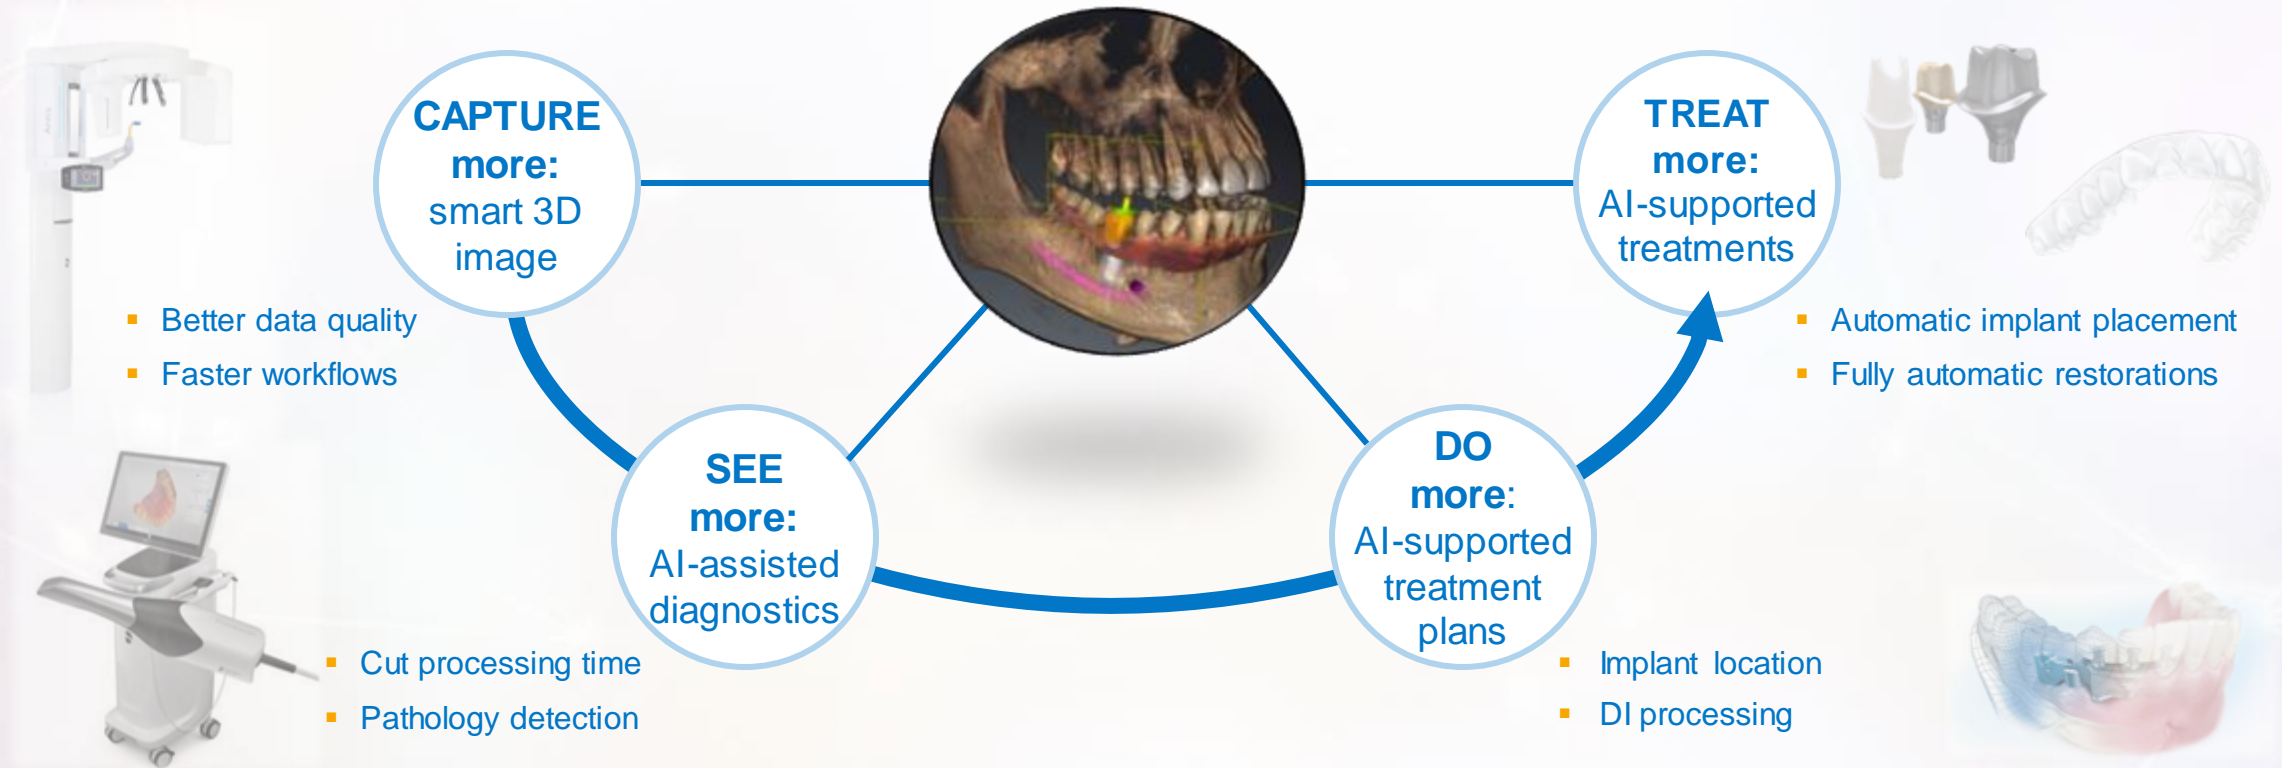 CAPTURE
more:
smart 3D
image
Better data quality
Faster workflows
SEE
more:
AI-assisted
diagnostics
Cut processing time
Pathology detection
DO
more:
AI-supported
treatment
plans
Implant location
DI processing
TREAT
more:
AI-supported
treatments
Automatic implant placement
Fully automatic restorations